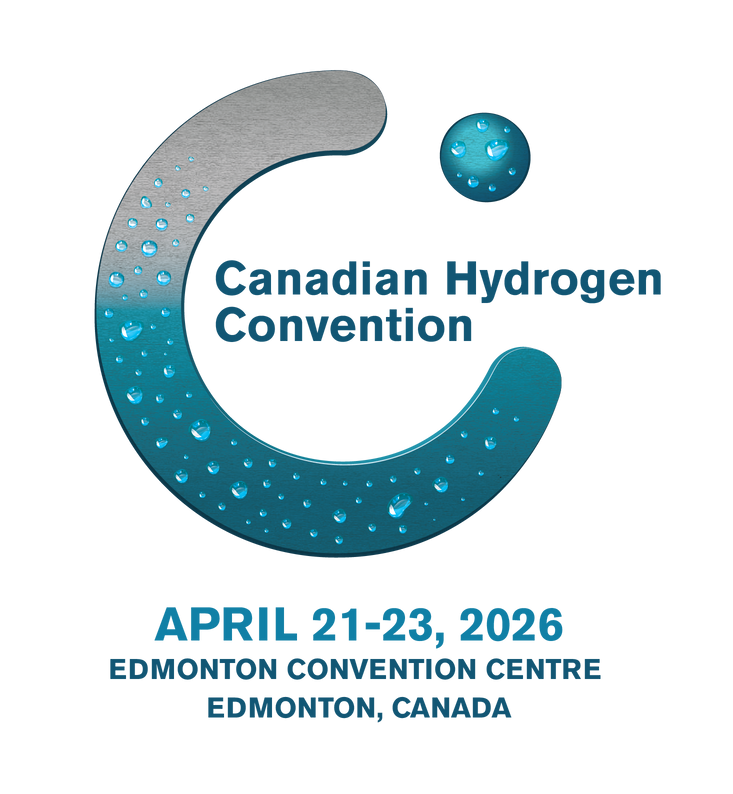 Canadian Hydrogen
Convention
APRIL 21-23, 2026
EDMONTON CONVENTION CENTRE
EDMONTON, CANADA